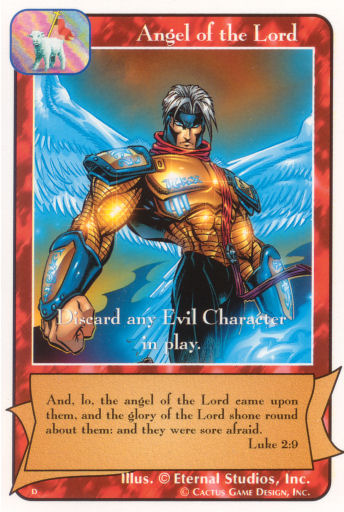 Angel of the Lord
Discard any Evil Character
in play.
And, lo, the angel of the Lord came upon
them, and the glory of the Lord shone round
about them: and they were sore afraid.
Luke 2:9
Illus. © Eternal Studios, Inc.
D
© Cactus Game Design, Inc.